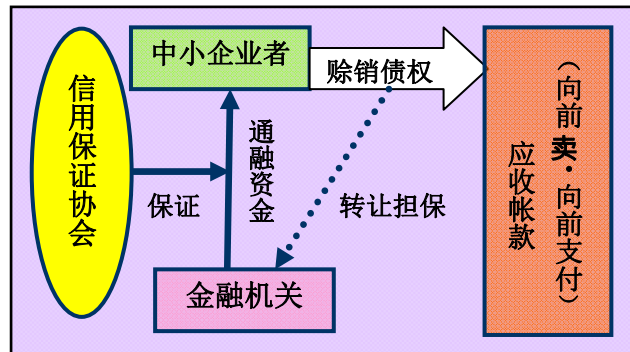 中小企业者
赊销债权
信用保证协会
通融资金
保证
转让担保
金融机关
（向前卖·向前支付）
应收帐款